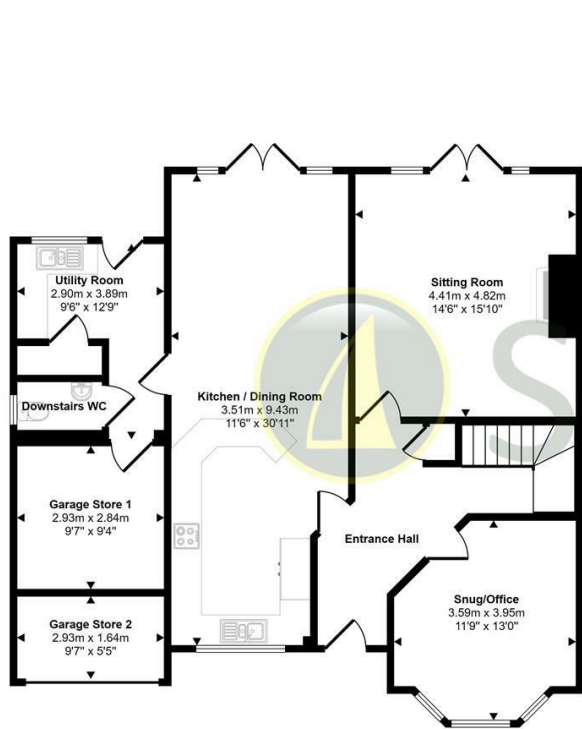 Utility Room
2.90m x 3.89m
9'6" x 12'9"
Sitting Room
4.41m x 4.82m
14'6" x 15'10"
Kitchen / Dining Room
3.51m x 9.43m
11'6" x 30'11"
Downstairs WC
S
Garage Store 1
2.93m x 2.84m
9'7" x 9'4"
Entrance Hall
Snug/Office
3.59m x 3.95m
11'9" x 13'0"
Garage Store 2
2.93m x 1.64m
9'7" x 5'5"